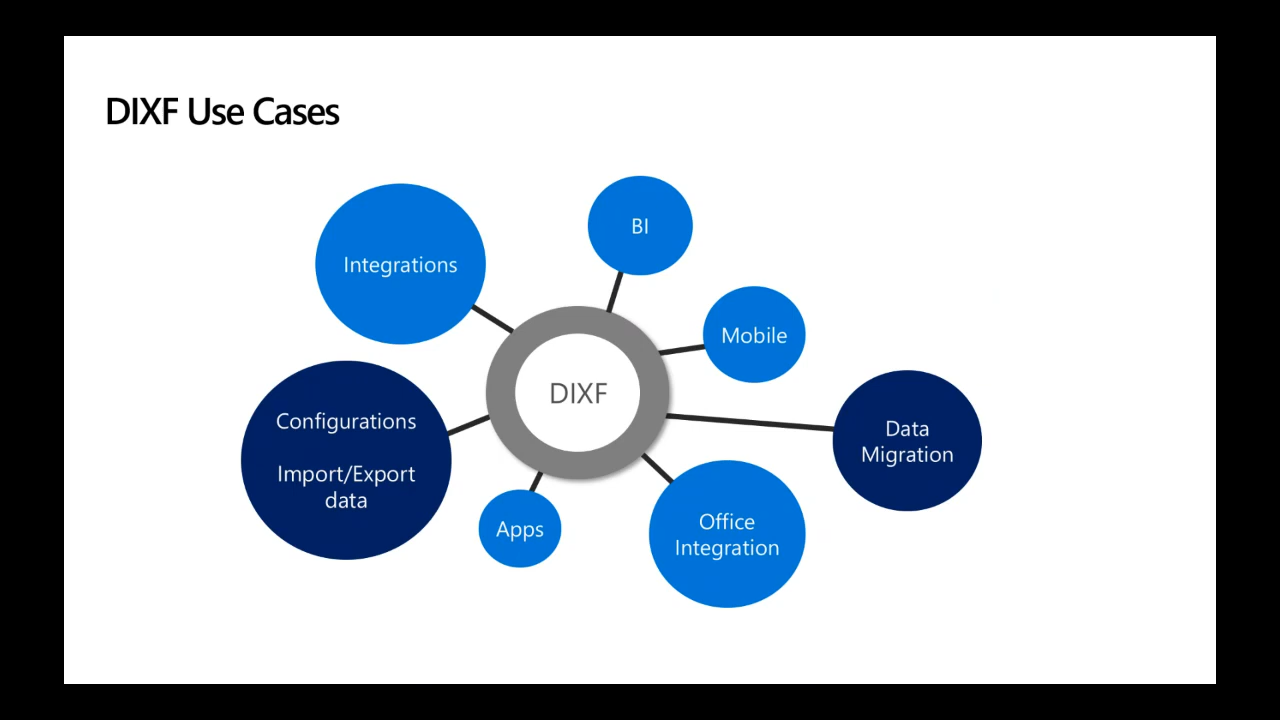 DIXF Use Cases
BI
Integrations
Mobile
DIXF
Configurations
Import/Export
data
Data
Migration
Apps
Office
Integration